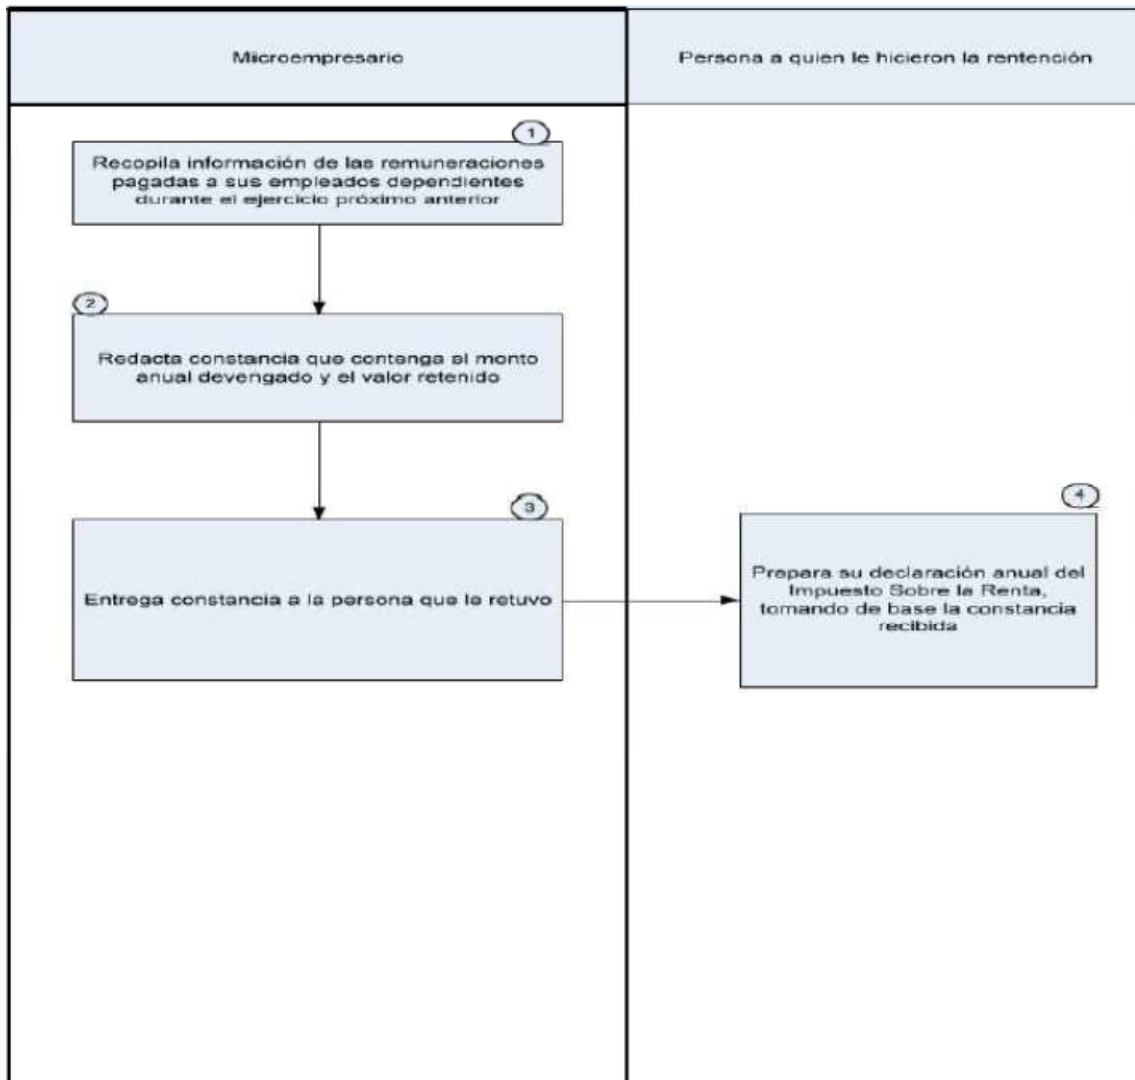 Miicroempresario
Persona a quien le hicieron la rentención
1
Recopila información de las remuneraciones
pagadas a sus empleados dependientes
durante el ejercicio próximo anterior
2
Redacta constancia que contenga el monto
anual devengado y el valor retenido
3
Entrega constancia a la persona que le retuvo
4
Prepara su declaración anual del
Impuesto Sobre la Renta,
tomando de base la constancia
recibida